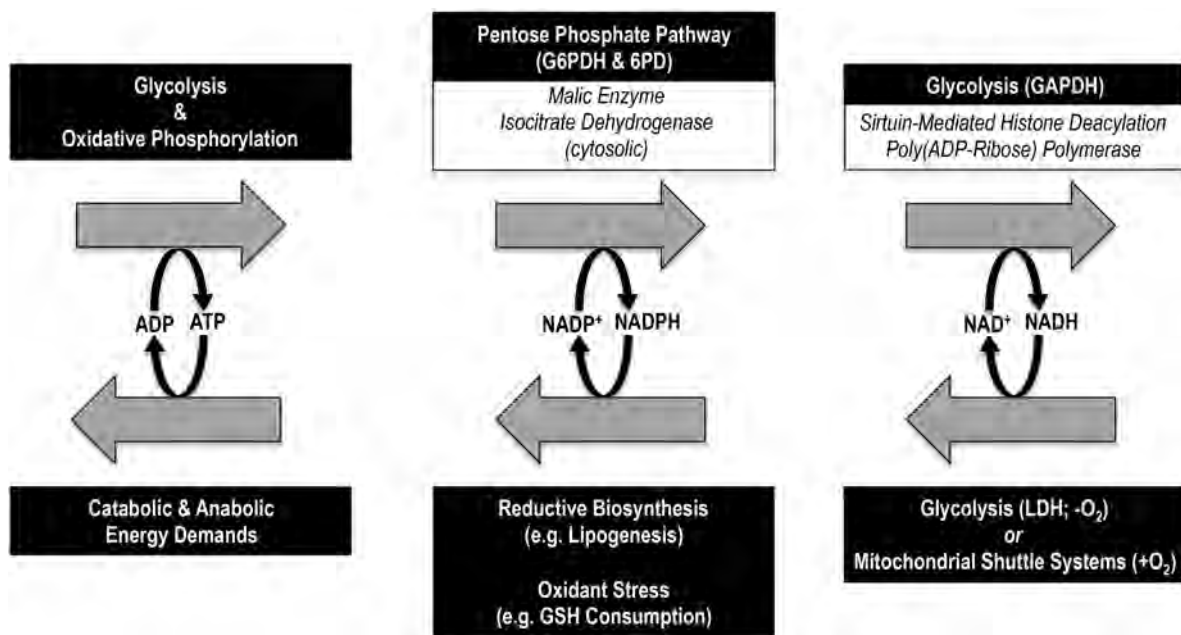 Glycolysis
&
Oxidative Phosphorylation
ADP ATP
Catabolic & Anabolic
Energy Demands
Pentose Phosphate Pathway
(G6PDH & 6PD)
Malic Enzyme
Isocitrate Dehydrogenase
(cytosolic)
NADP⁺ NADPH
Reductive Biosynthesis
(e.g. Lipogenesis)
Oxidant Stress
(e.g. GSH Consumption)
Glycolysis (GAPDH)
Sirtuin-Mediated Histone Deacylation
Poly(ADP-Ribose) Polymerase
NAD⁺ NADH
Glycolysis (LDH; -O₂)
or
Mitochondrial Shuttle Systems (+O₂)